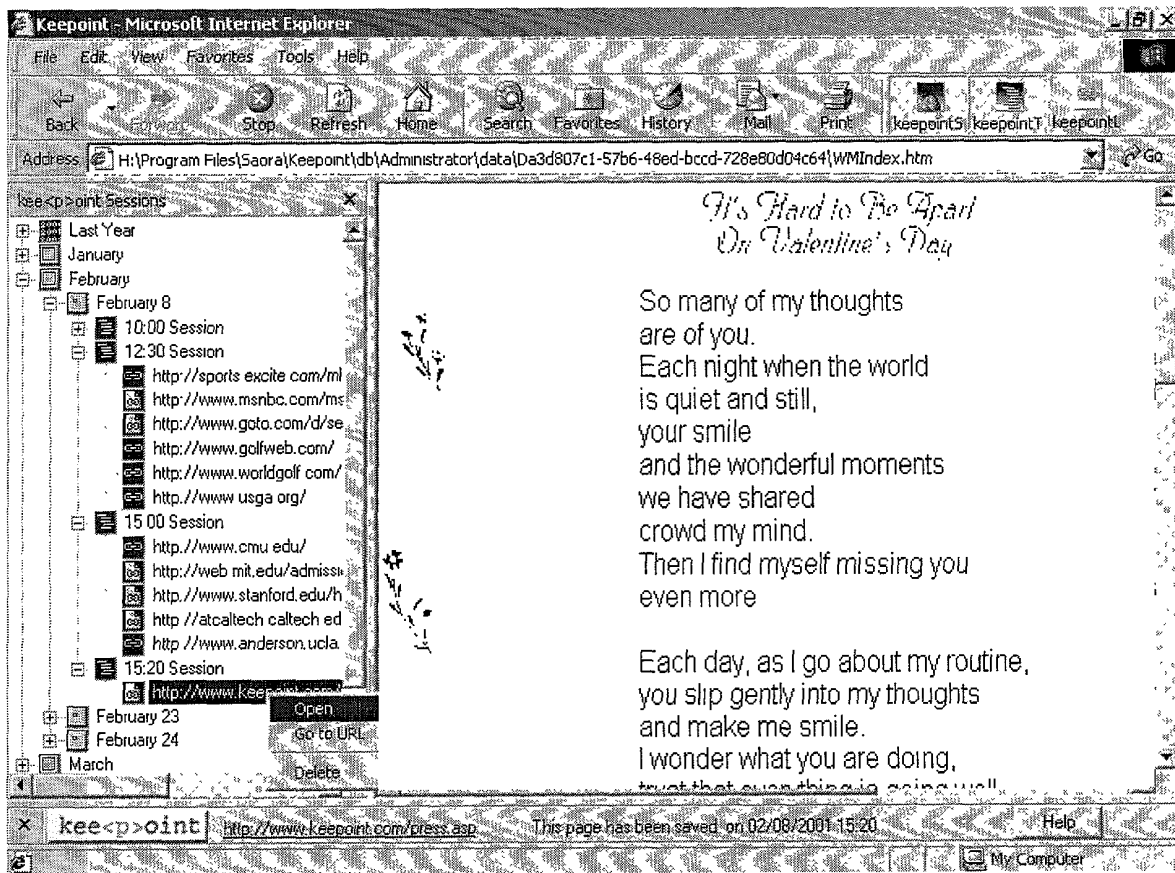 Keepoint - Microsoft Internet Explorer
File Edit View Favorites Tools Help
Back Forward Stop Refresh Home Search Favorites History Mail Print keepointS keepointT keepointL
Address H:\Program Files\Saora\Keepoint\db\Administrator\data\Da3d807c1-57b6-48ed-bccd-728e80d04c64\WMIndex.htm Go
kee<p>oint Sessions
Last Year
January
February
February 8
10:00 Session
12:30 Session
http://sports excite com/ml
http://www.msnbc.com/ms
http://www.goto.com/d/se
http://www.golfweb.com/
http://www.worldgolf com/
http.//www usga org/
15 00 Session
http.//www.cmu edu/
http://web mit.edu/admissi
http.//www.stanford.edu/h
http //atcaltech caltech ed
http //www.anderson.ucla.
15:20 Session
http://www.keepoint.com/
February 23
February 24
March
Open
Go to URL
Delete
It's Hard to Be Apart
On Valentine's Day
So many of my thoughts
are of you.
Each night when the world
is quiet and still,
your smile
and the wonderful moments
we have shared
crowd my mind.
Then I find myself missing you
even more
Each day, as I go about my routine,
you slip gently into my thoughts
and make me smile.
I wonder what you are doing,
trust that everything is going well
kee<p>oint http://www.keepoint.com/press.asp This page has been saved on 02/08/2001 15:20 Help
My Computer